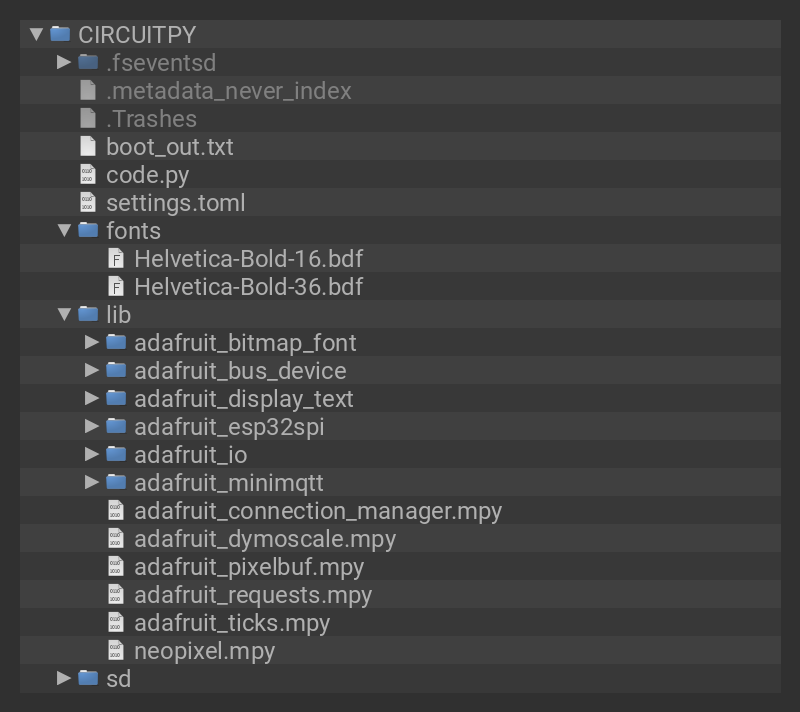 CIRCUITPY
.fseventsd
.metadata_never_index
.Trashes
boot_out.txt
code.py
settings.toml
fonts
Helvetica-Bold-16.bdf
Helvetica-Bold-36.bdf
lib
adafruit_bitmap_font
adafruit_bus_device
adafruit_display_text
adafruit_esp32spi
adafruit_io
adafruit_minimqtt
adafruit_connection_manager.mpy
adafruit_dymoscale.mpy
adafruit_pixelbuf.mpy
adafruit_requests.mpy
adafruit_ticks.mpy
neopixel.mpy
sd